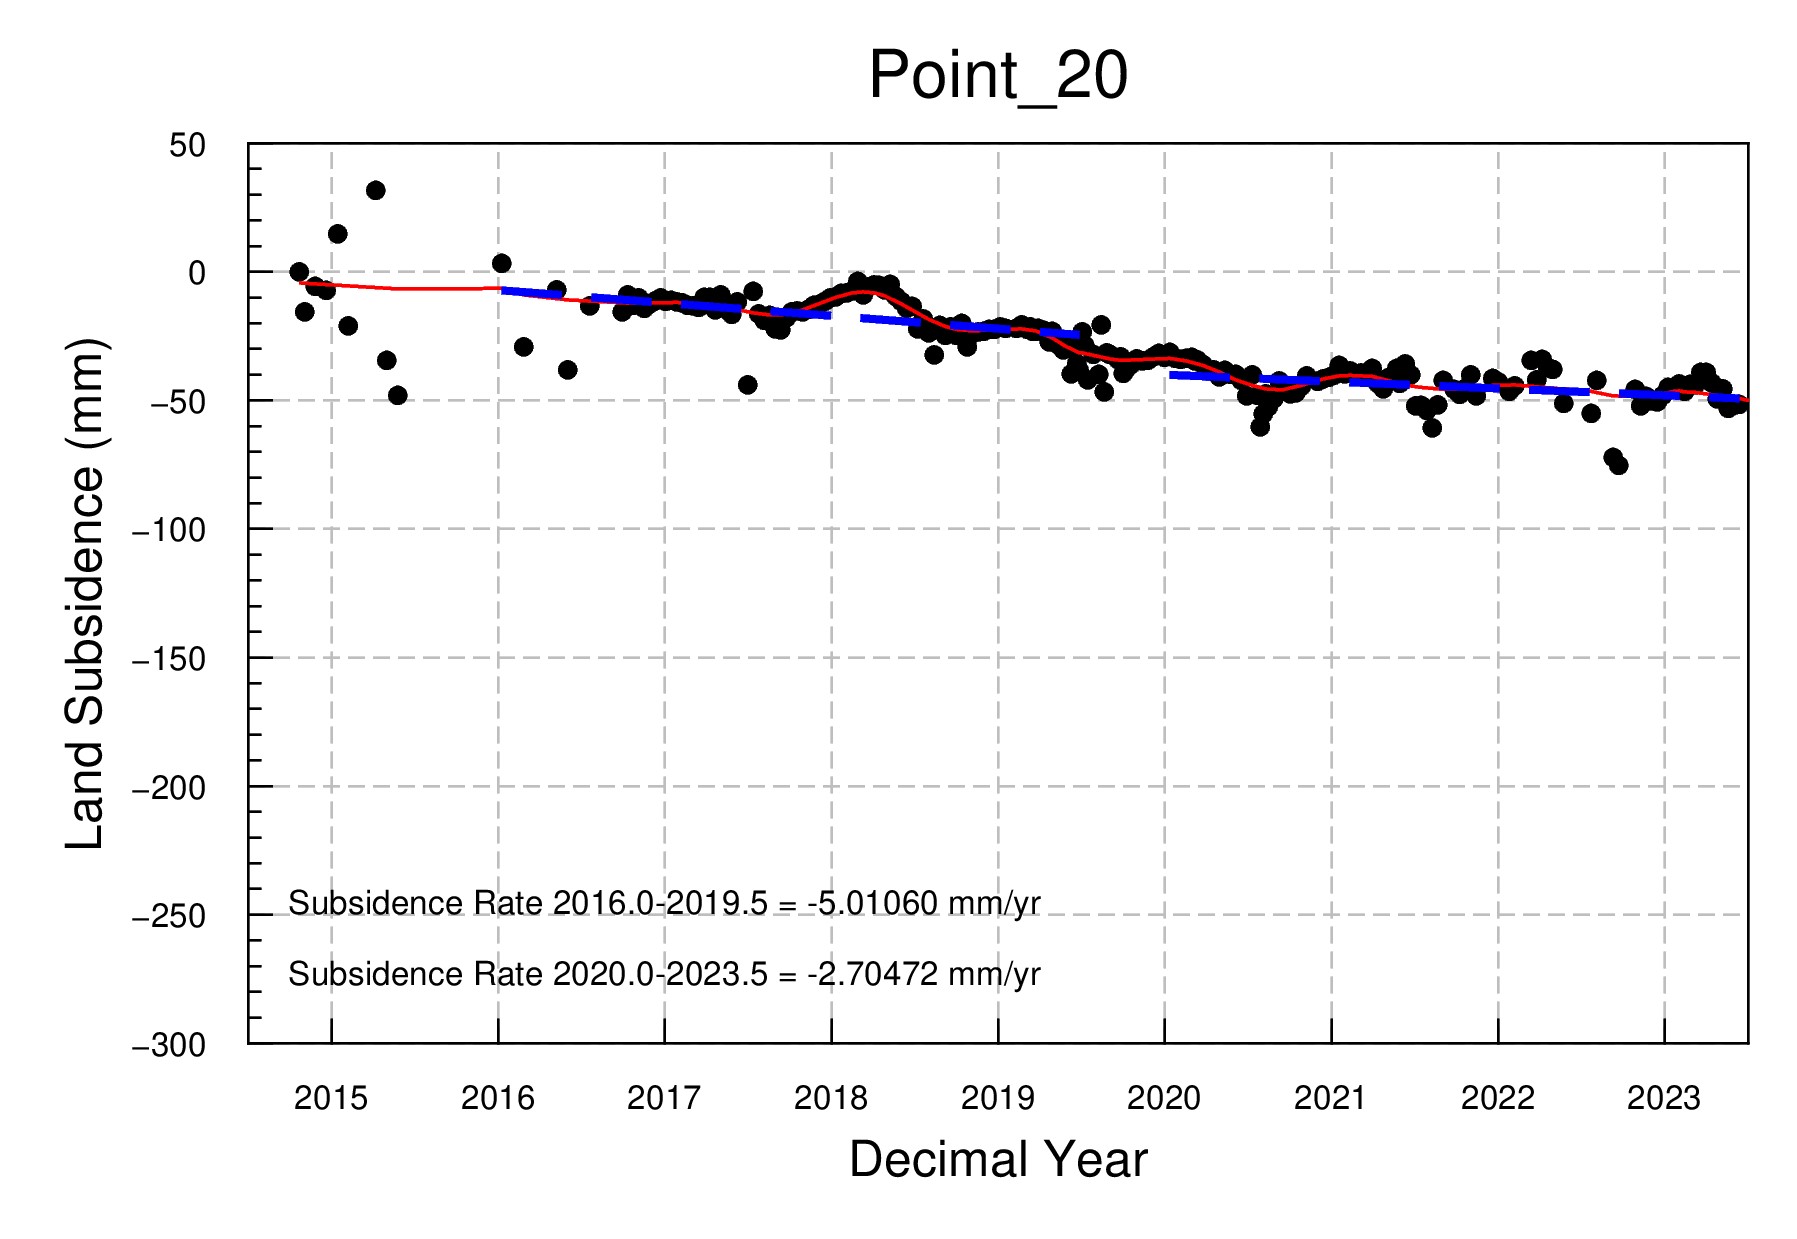 Point_20
50
0
−50
−100
−150
−200
−250
−300
Land Subsidence (mm)
Subsidence Rate 2016.0-2019.5 = -5.01060 mm/yr
Subsidence Rate 2020.0-2023.5 = -2.70472 mm/yr
2015 2016 2017 2018 2019 2020 2021 2022 2023
Decimal Year